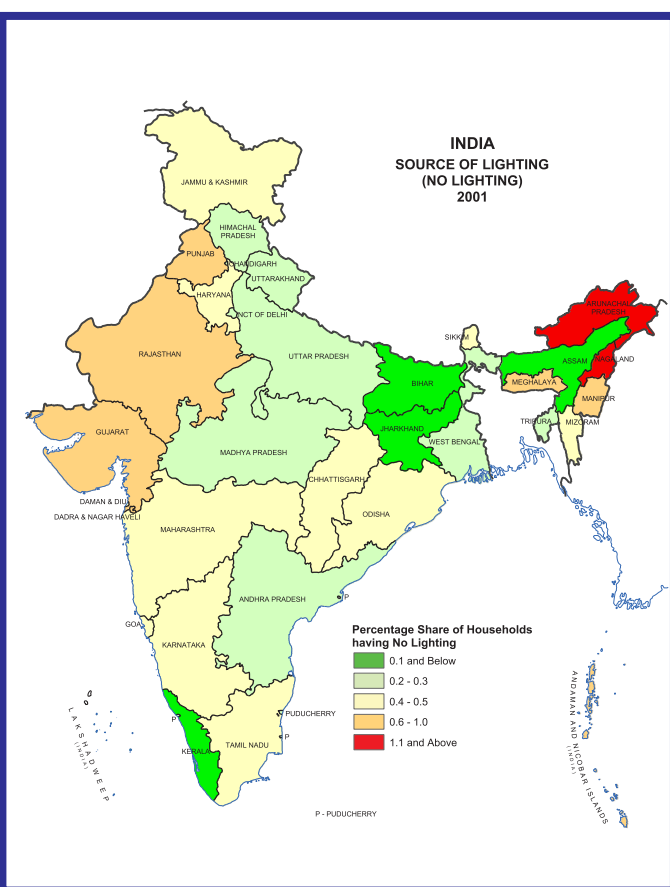 INDIA
SOURCE OF LIGHTING
(NO LIGHTING)
2001
JAMMU & KASHMIR
HIMACHAL
PRADESH
PUNJAB
CHANDIGARH
UTTARAKHAND
HARYANA
NCT OF DELHI
ARUNACHAL
PRADESH
SIKKIM
RAJASTHAN
UTTAR PRADESH
ASSAM
NAGALAND
BIHAR
MEGHALAYA
MANIPUR
GUJARAT
JHARKHAND
TRIPURA
MIZORAM
WEST BENGAL
MADHYA PRADESH
CHHATTISGARH
DAMAN & DIU
DADRA & NAGAR HAVELI
ODISHA
MAHARASHTRA
ANDHRA PRADESH
P
GOA
KARNATAKA
Percentage Share of Households
having No Lighting
0.1 and Below
0.2 - 0.3
0.4 - 0.5
0.6 - 1.0
1.1 and Above
LAKSHADWEEP
(INDIA)
P
PUDUCHERRY
P
KERALA
TAMIL NADU
ANDAMAN AND NICOBAR ISLANDS
(INDIA)
P - PUDUCHERRY